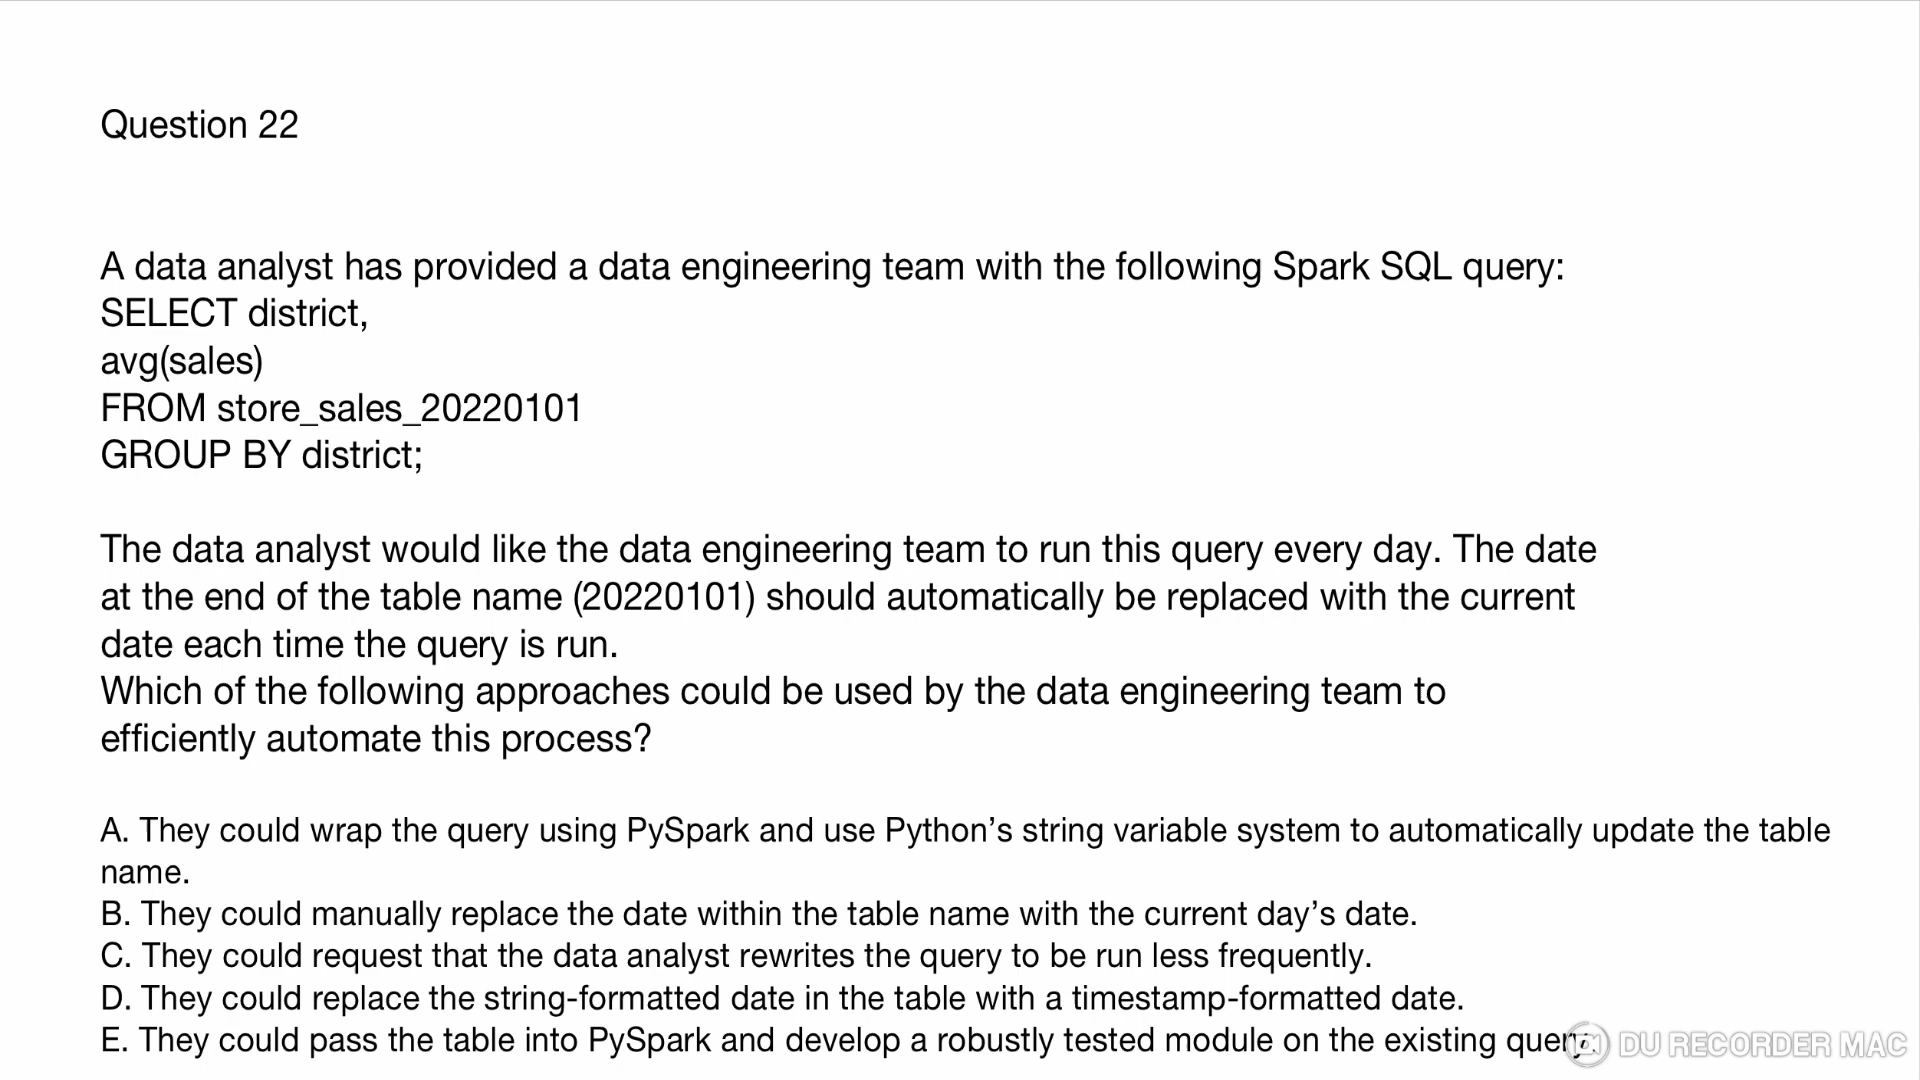 Question 22
A data analyst has provided a data engineering team with the following Spark SQL query:
SELECT district,
avg(sales)
FROM store_sales_20220101
GROUP BY district;
The data analyst would like the data engineering team to run this query every day. The date
at the end of the table name (20220101) should automatically be replaced with the current
date each time the query is run.
Which of the following approaches could be used by the data engineering team to
efficiently automate this process?
A. They could wrap the query using PySpark and use Python’s string variable system to automatically update the table
name.
B. They could manually replace the date within the table name with the current day’s date.
C. They could request that the data analyst rewrites the query to be run less frequently.
D. They could replace the string-formatted date in the table with a timestamp-formatted date.
E. They could pass the table into PySpark and develop a robustly tested module on the existing query.
DU RECORDER MAC